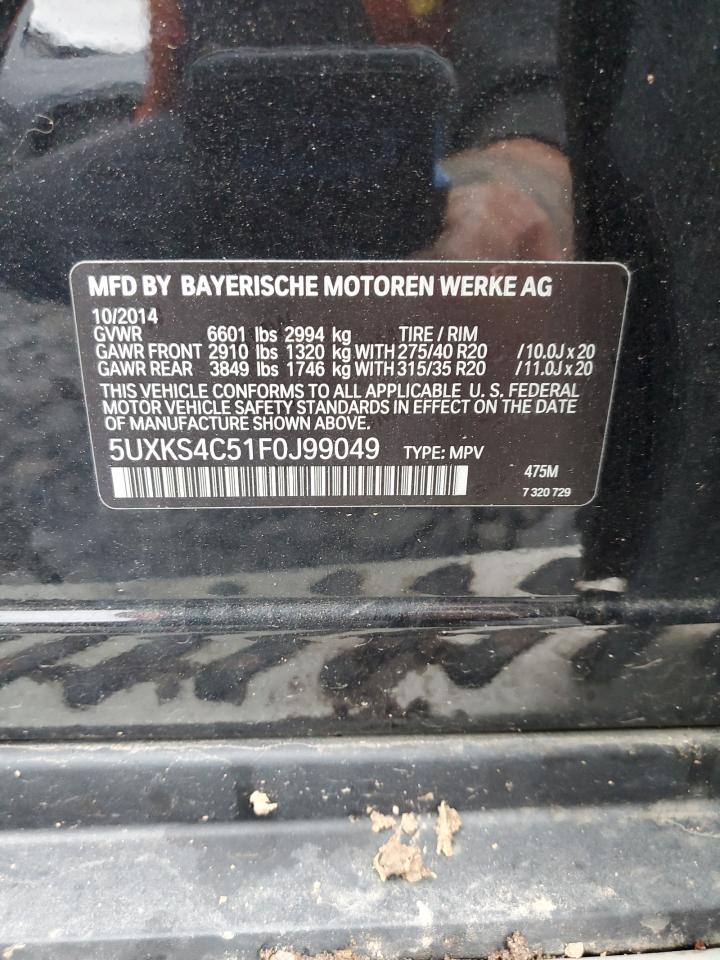 MFD BY BAYERISCHE MOTOREN WERKE AG
10/2014
GVWR 6601 lbs 2994 kg TIRE / RIM
GAWR FRONT 2910 lbs 1320 kg WITH 275/40 R20 / 10.0J x 20
GAWR REAR 3849 lbs 1746 kg WITH 315/35 R20 / 11.0J x 20
THIS VEHICLE CONFORMS TO ALL APPLICABLE U. S. FEDERAL
MOTOR VEHICLE SAFETY STANDARDS IN EFFECT ON THE DATE
OF MANUFACTURE SHOWN ABOVE.
5UXKS4C51F0J99049 TYPE: MPV
475M
7 320 729